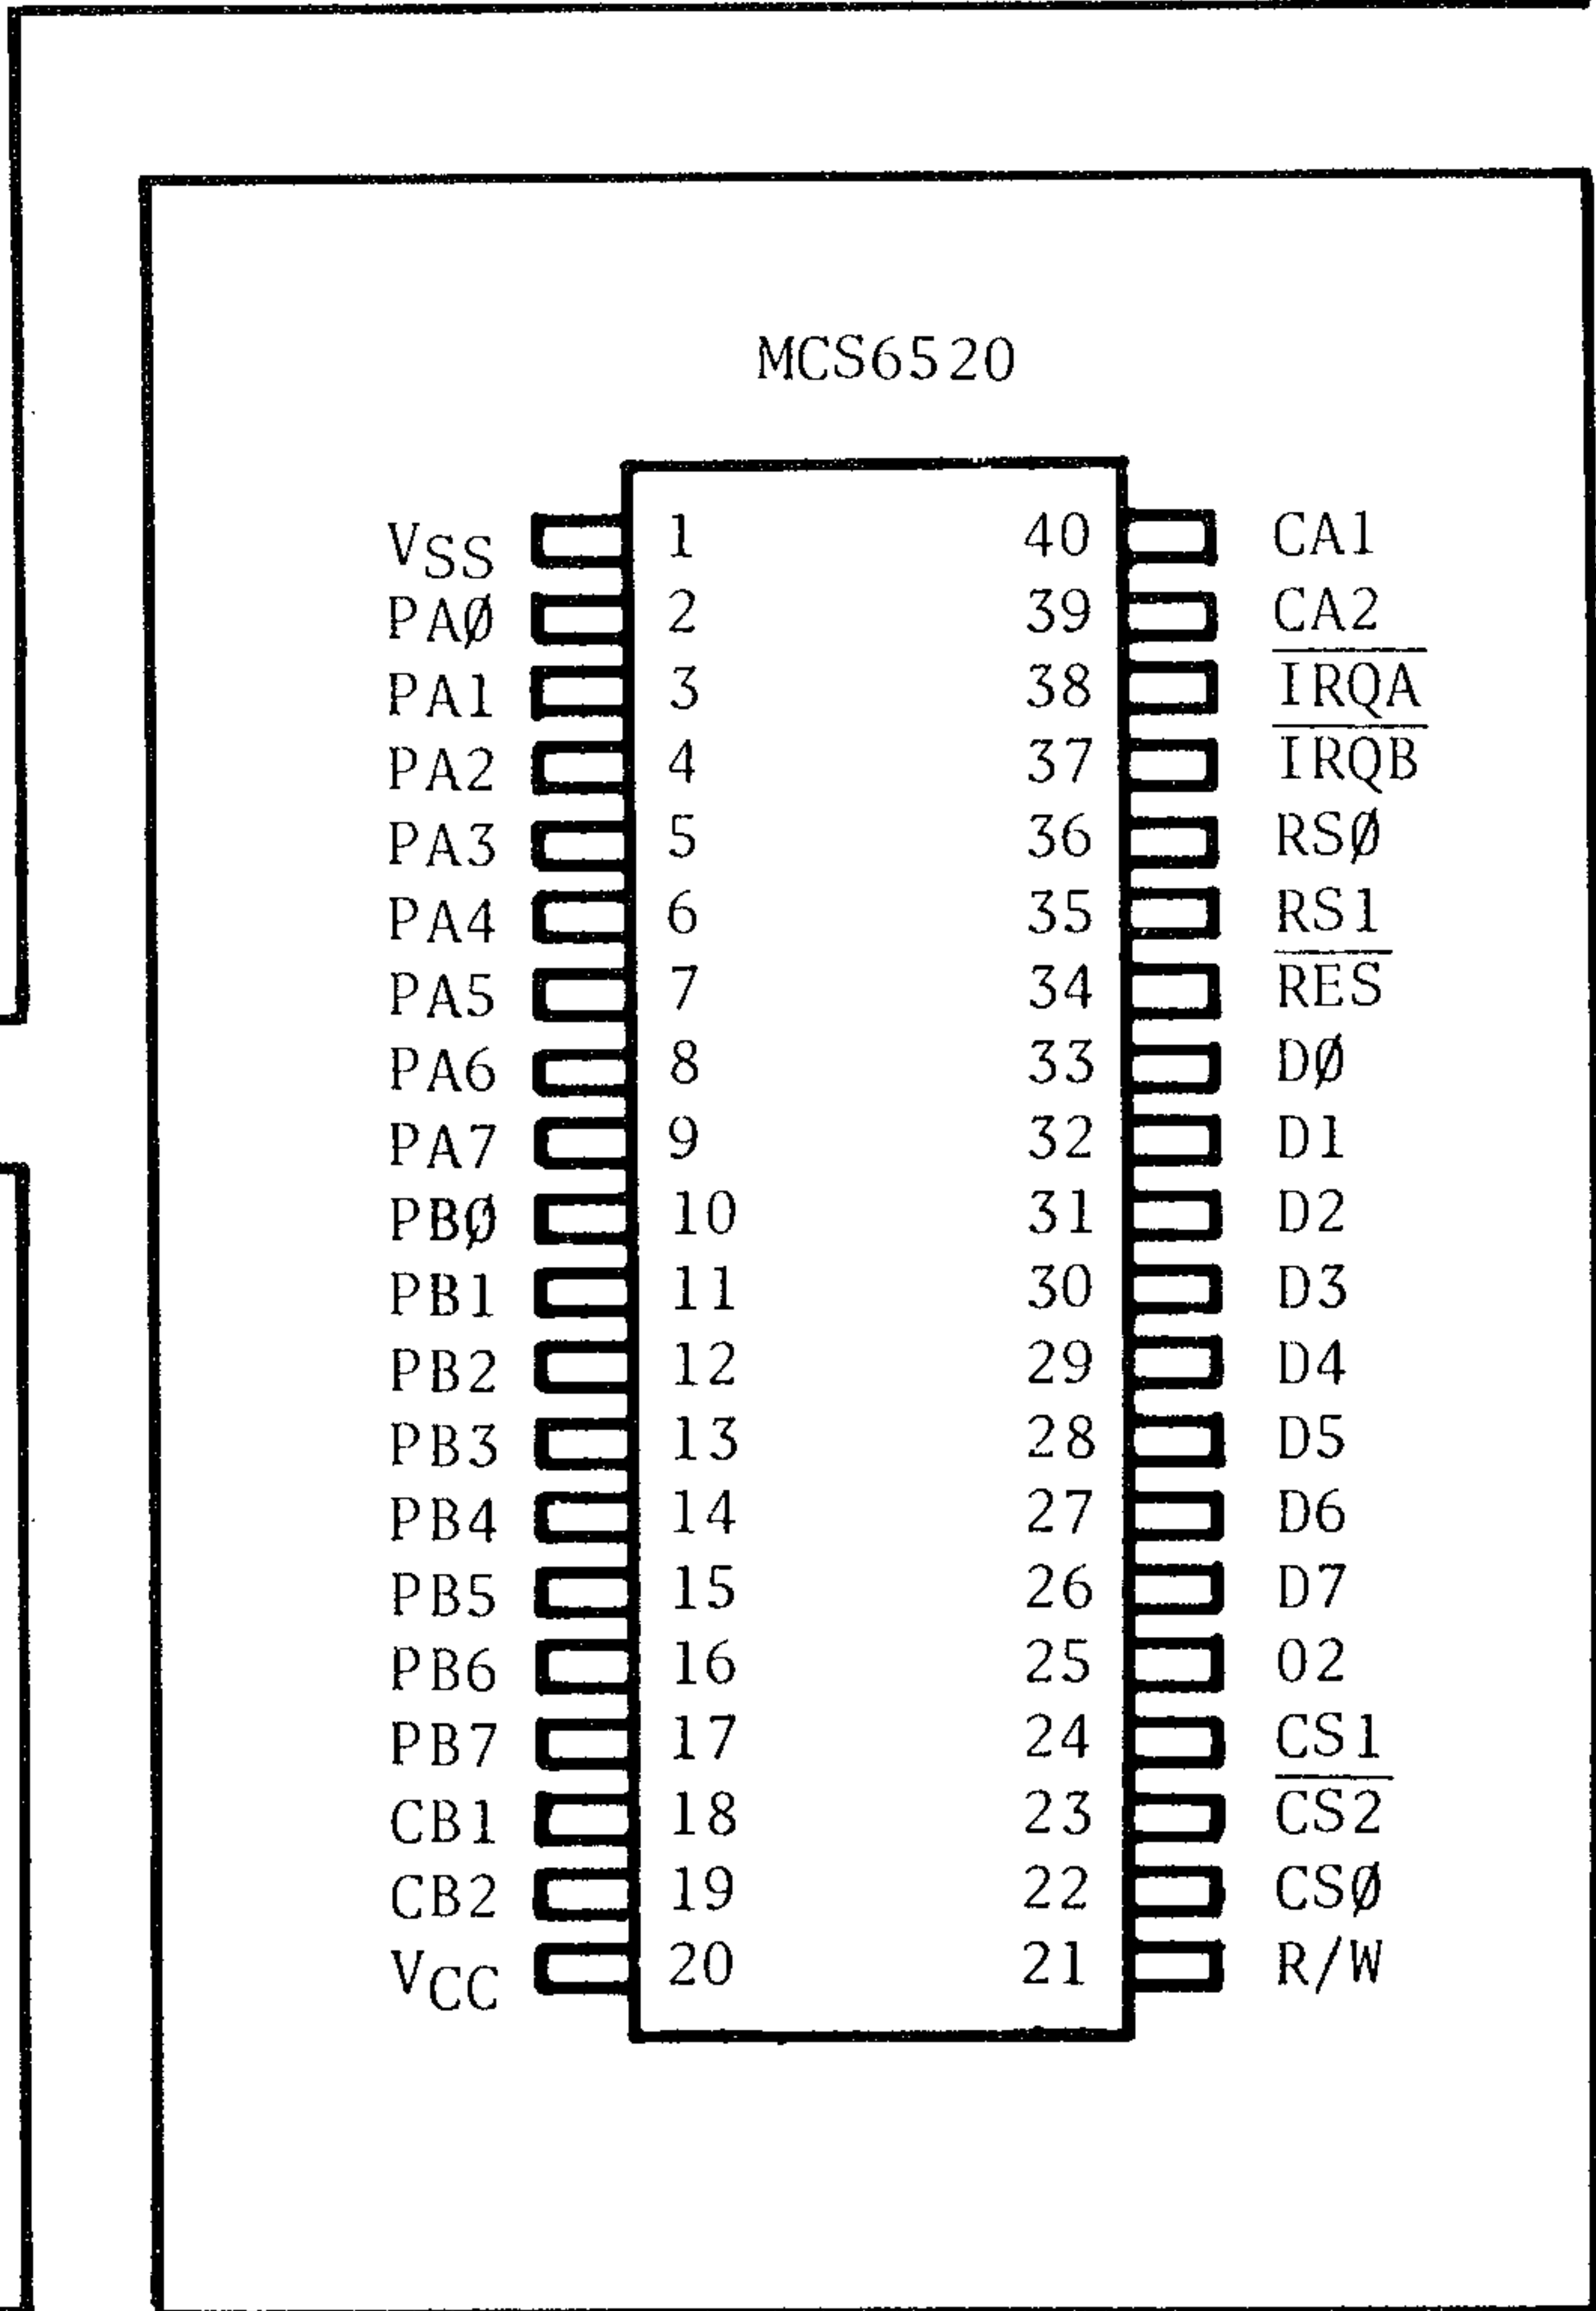 MCS6520
VSS 1 40 CA1
PAØ 2 39 CA2
PA1 3 38 I̅R̅Q̅A̅
PA2 4 37 I̅R̅Q̅B̅
PA3 5 36 RSØ
PA4 6 35 RS1
PA5 7 34 R̅E̅S̅
PA6 8 33 DØ
PA7 9 32 D1
PBØ 10 31 D2
PB1 11 30 D3
PB2 12 29 D4
PB3 13 28 D5
PB4 14 27 D6
PB5 15 26 D7
PB6 16 25 02
PB7 17 24 CS1
CB1 18 23 C̅S̅2̅
CB2 19 22 CSØ
VCC 20 21 R/W